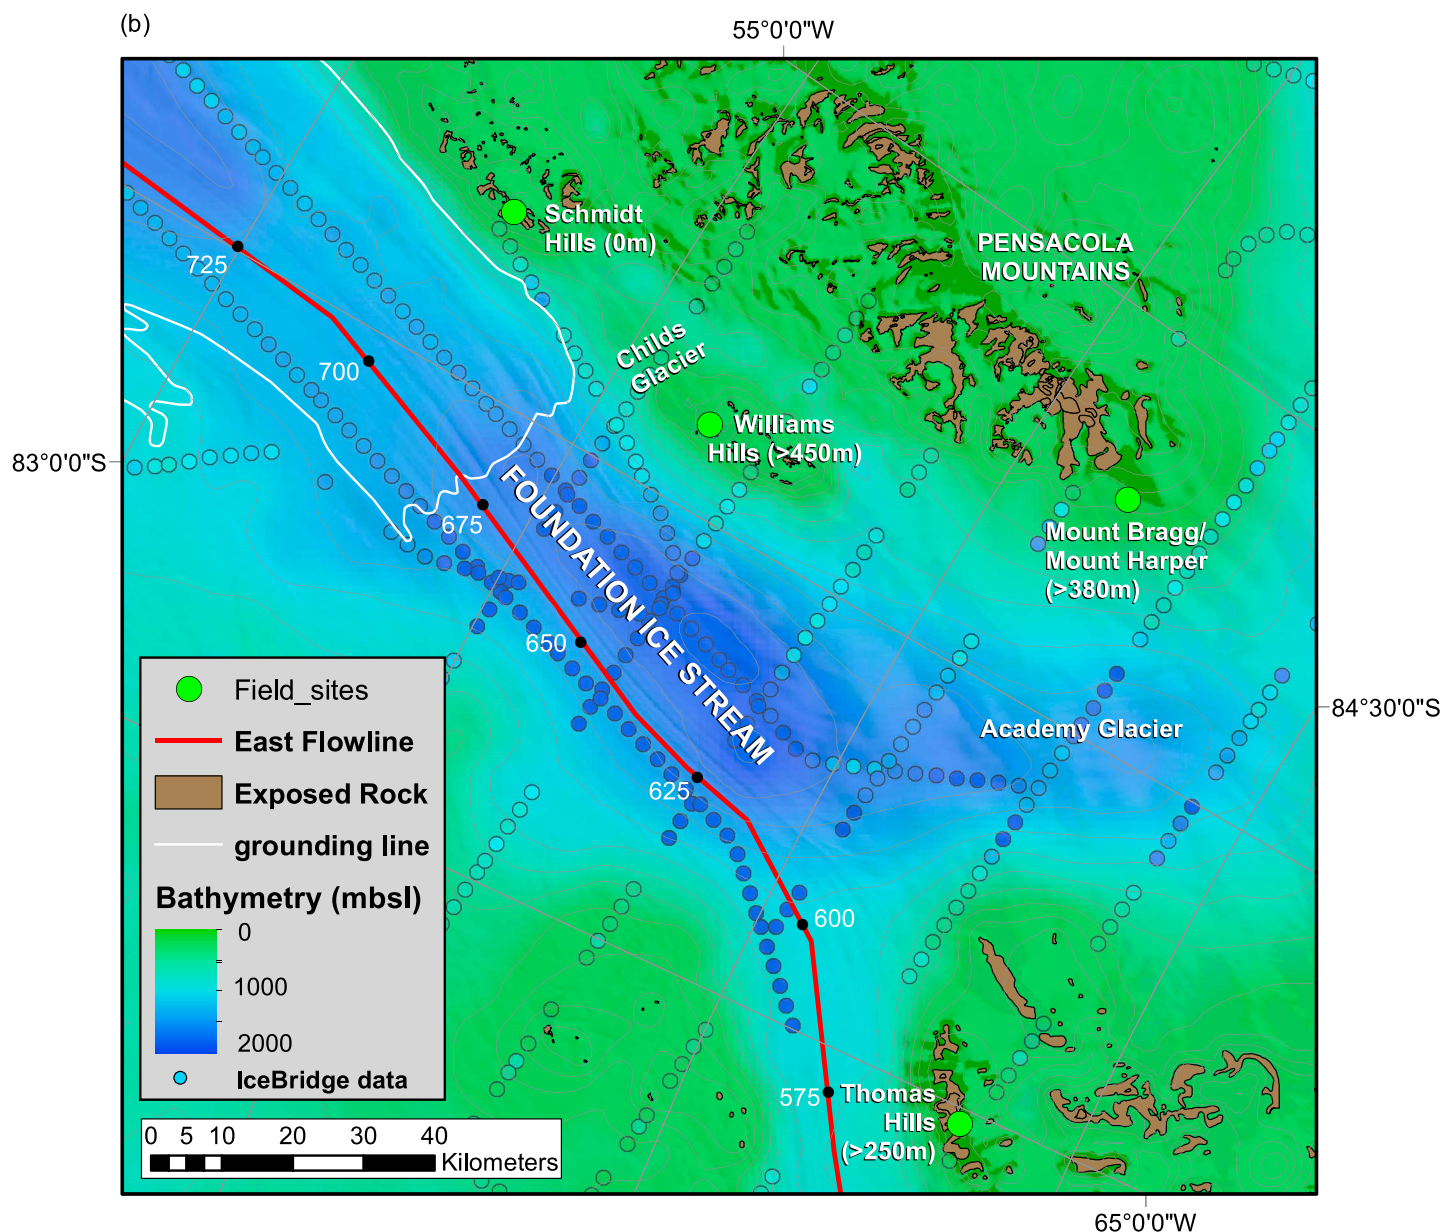 (b)
55°0'0"W
Schmidt
Hills (0m)
PENSACOLA
MOUNTAINS
725
700
Childs
Glacier
Williams
Hills (>450m)
83°0'0"S
FOUNDATION ICE STREAM
675
Mount Bragg/
Mount Harper
(>380m)
650
84°30'0"S
Academy Glacier
625
600
575
Thomas
Hills
(>250m)
Field_sites
East Flowline
Exposed Rock
grounding line
Bathymetry (mbsl)
0
1000
2000
IceBridge data
0 5 10 20 30 40
Kilometers
65°0'0"W